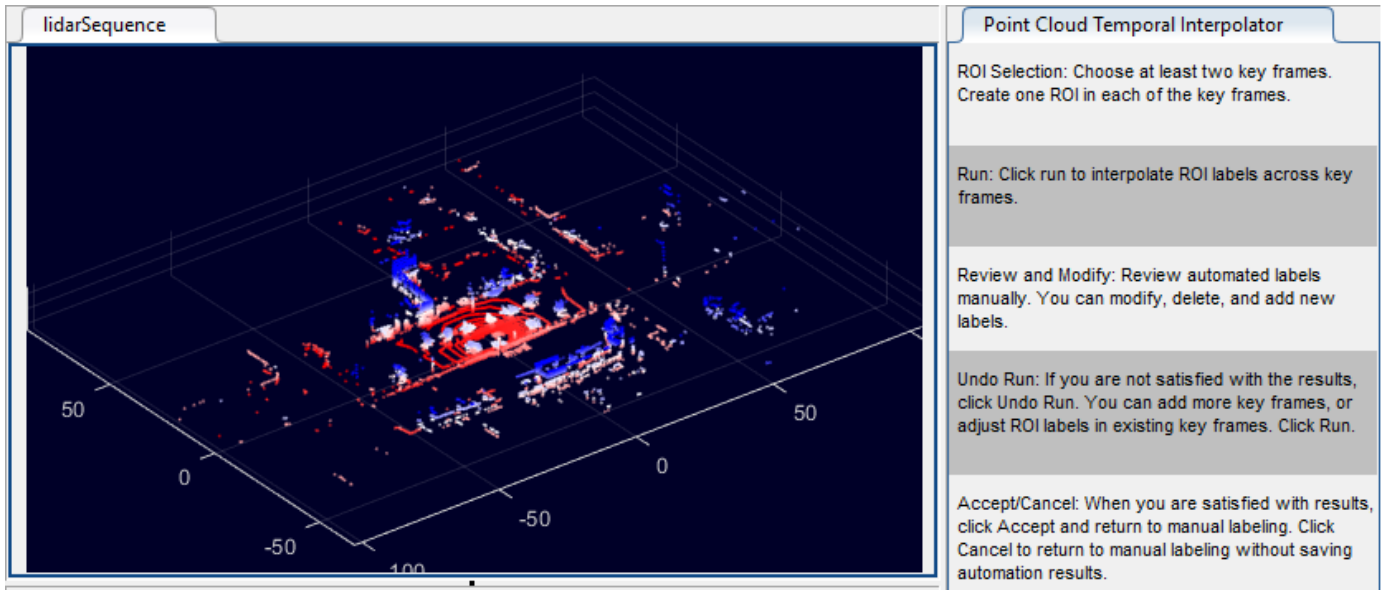 lidarSequence
50
0
-50
-100
-50
0
50
Point Cloud Temporal Interpolator
ROI Selection: Choose at least two key frames.
Create one ROI in each of the key frames.
Run: Click run to interpolate ROI labels across key
frames.
Review and Modify: Review automated labels
manually. You can modify, delete, and add new
labels.
Undo Run: If you are not satisfied with the results,
click Undo Run. You can add more key frames, or
adjust ROI labels in existing key frames. Click Run.
Accept/Cancel: When you are satisfied with results,
click Accept and return to manual labeling. Click
Cancel to return to manual labeling without saving
automation results.